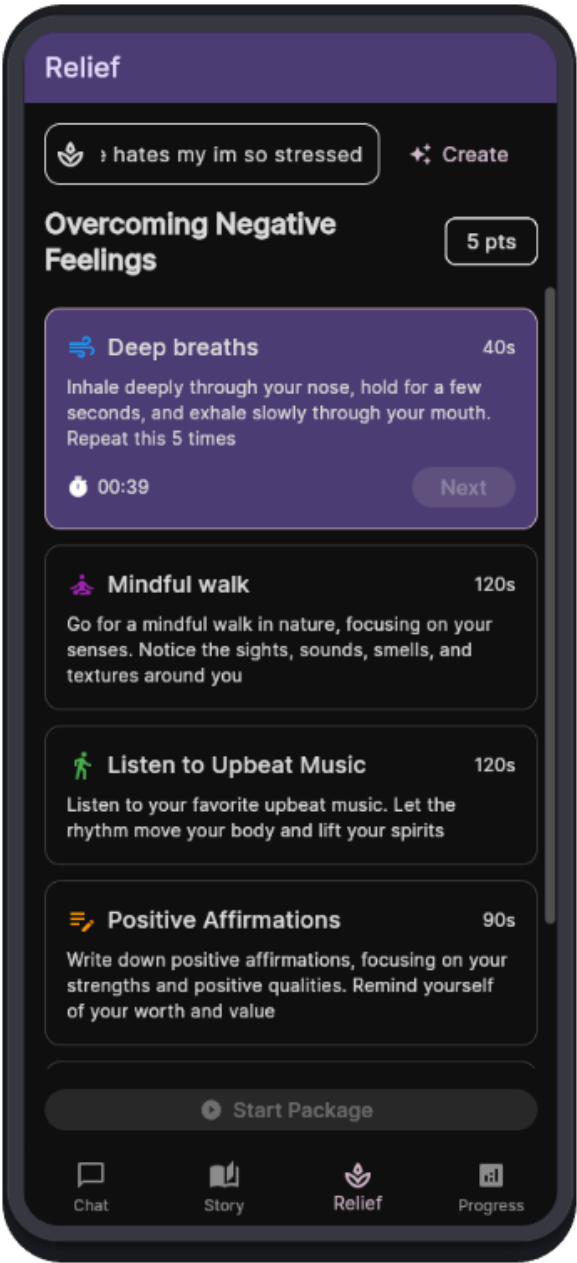 Relief
hates my im so stressed
Create
Overcoming Negative
Feelings
5 pts
Deep breaths
40s
Inhale deeply through your nose, hold for a few
seconds, and exhale slowly through your mouth.
Repeat this 5 times
00:39
Next
Mindful walk
120s
Go for a mindful walk in nature, focusing on your
senses. Notice the sights, sounds, smells, and
textures around you
Listen to Upbeat Music
120s
Listen to your favorite upbeat music. Let the
rhythm move your body and lift your spirits
Positive Affirmations
90s
Write down positive affirmations, focusing on your
strengths and positive qualities. Remind yourself
of your worth and value
Start Package
Chat
Story
Relief
Progress